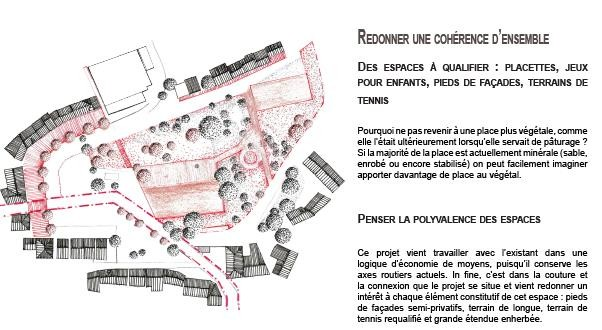 REDONNER UNE COHÉRENCE D'ENSEMBLE
DES ESPACES À QUALIFIER : PLACETTES, JEUX
POUR ENFANTS, PIEDS DE FAÇADES, TERRAINS DE
TENNIS
Pourquoi ne pas revenir à une place plus végétale, comme
elle l'était ultérieurement lorsqu'elle servait de pâturage ?
Si la majorité de la place est actuellement minérale (sable,
enrobé ou encore stabilisé) on peut facilement imaginer
apporter davantage de place au végétal.
PENSER LA POLYVALENCE DES ESPACES
Ce projet vient travailler avec l'existant dans une
logique d'économie de moyens, puisqu'il conserve les
axes routiers actuels. In fine, c'est dans la couture et
la connexion que le projet se situe et vient redonner un
intérêt à chaque élément constitutif de cet espace : pieds
de façades semi-privatifs, terrain de longue, terrain de
tennis requalifié et grande étendue enherbée.